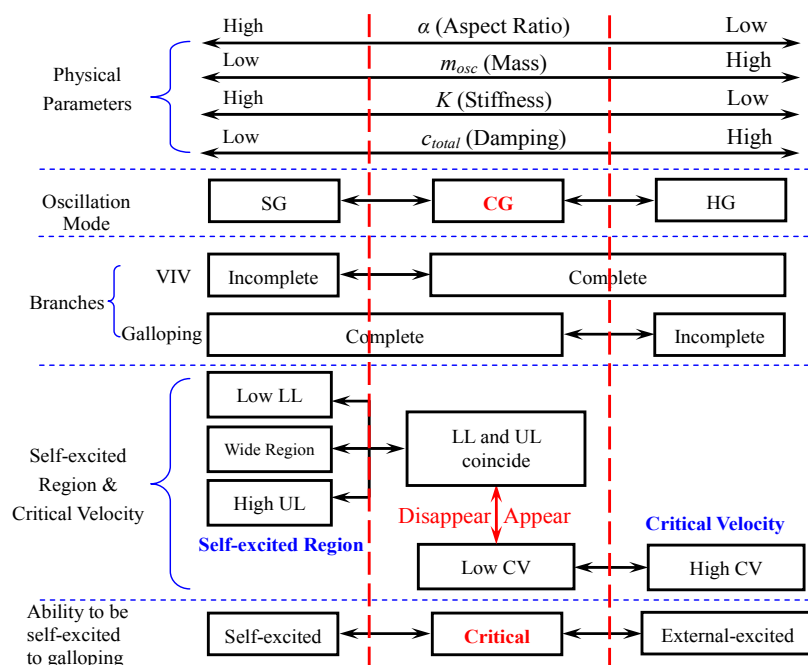 High α (Aspect Ratio) Low
Low m_osc (Mass) High
Physical Parameters
High K (Stiffness) Low
Low c_total (Damping) High
Oscillation Mode
SG CG HG
Branches
VIV Incomplete Complete
Galloping Complete Incomplete
Self-excited Region & Critical Velocity
Low LL
Wide Region
LL and UL
coincide
High UL
Self-excited Region
Disappear Appear
Critical Velocity
Low CV High CV
Ability to be
self-excited
to galloping
Self-excited Critical External-excited